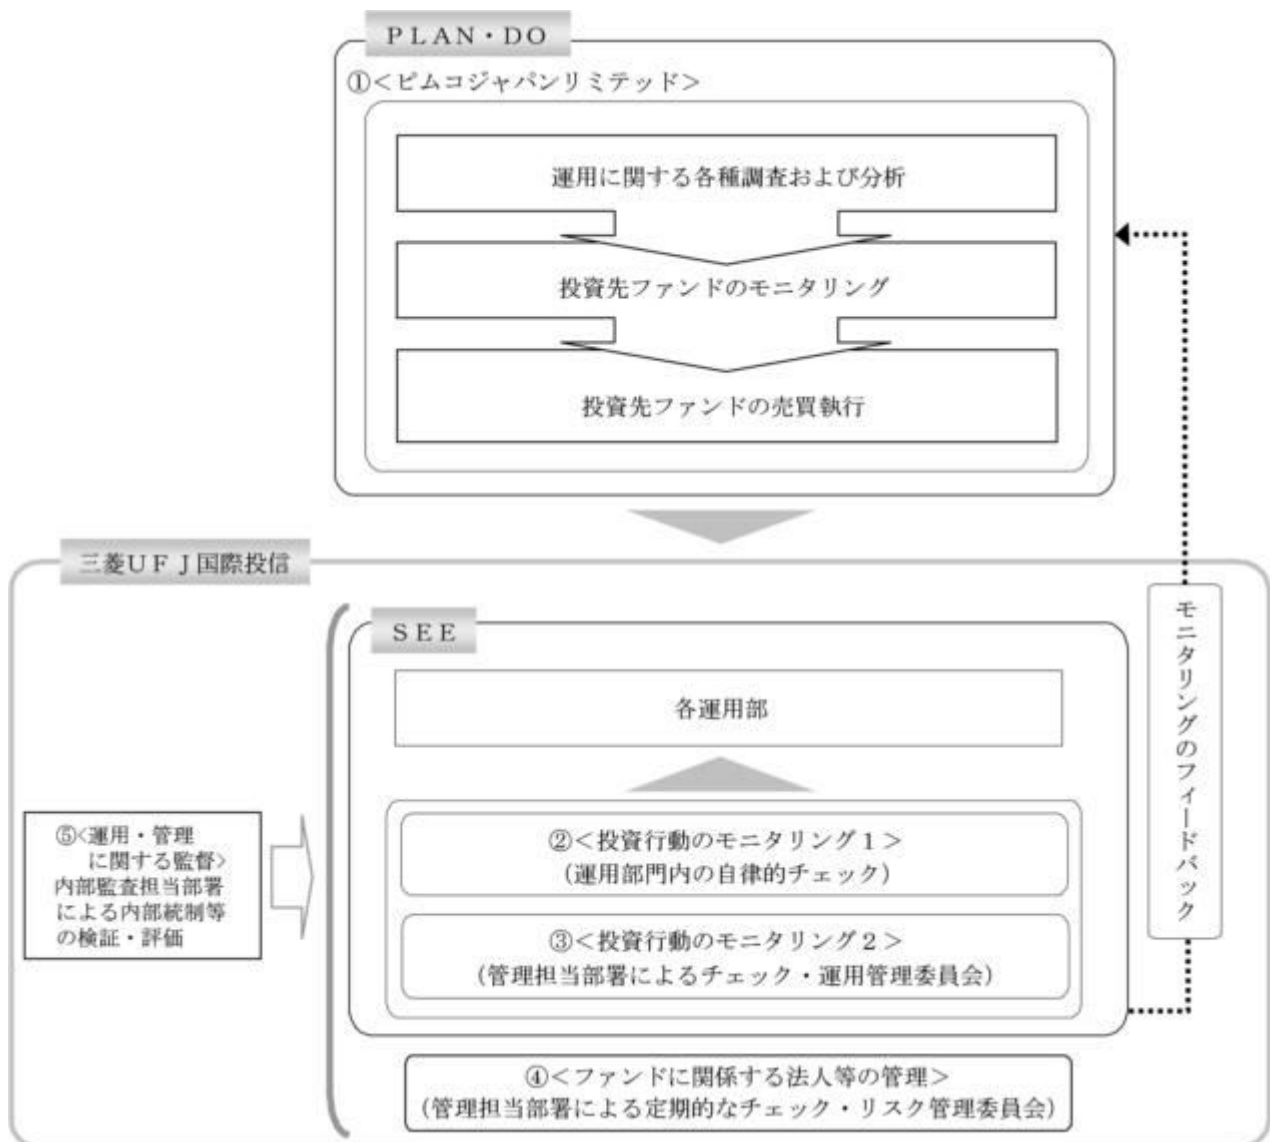 ＰＬＡＮ・ＤＯ
①＜ピムコジャパンリミテッド＞
運用に関する各種調査および分析
投資先ファンドのモニタリング
投資先ファンドの売買執行
三菱ＵＦＪ国際投信
ＳＥＥ
各運用部
②＜投資行動のモニタリング１＞
（運用部門内の自律的チェック）
③＜投資行動のモニタリング２＞
（管理担当部署によるチェック・運用管理委員会）
④＜ファンドに関係する法人等の管理＞
（管理担当部署による定期的なチェック・リスク管理委員会）
⑤<運用・管理
に関する監督>
内部監査担当部署
による内部統制等
の検証・評価
モニタリングのフィードバック